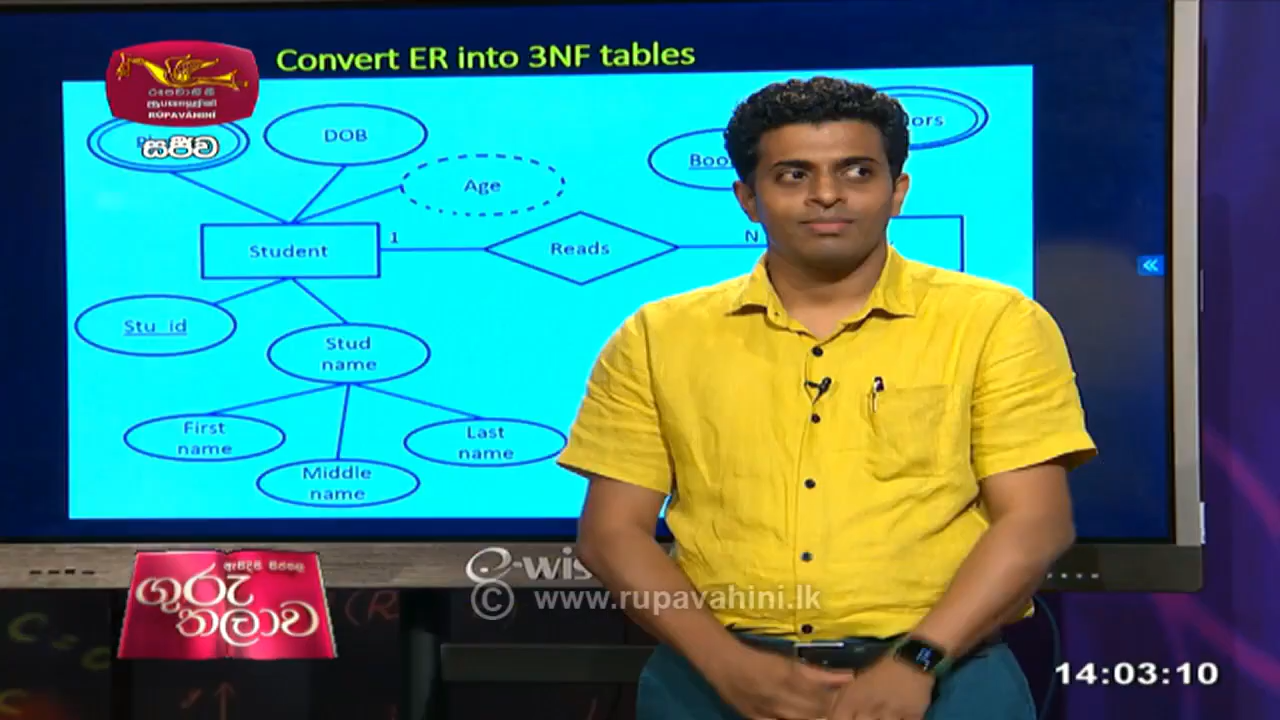 Convert ER into 3NF tables
රූපවාහිනී
RUPAVAHINI
සජීව
DOB
Age
Student
1
Reads
N
Stu_id
Stud
name
First
name
Middle
name
Last
name
ගුරු
තලාව
e-wis
© www.rupavahini.lk
14:03:10